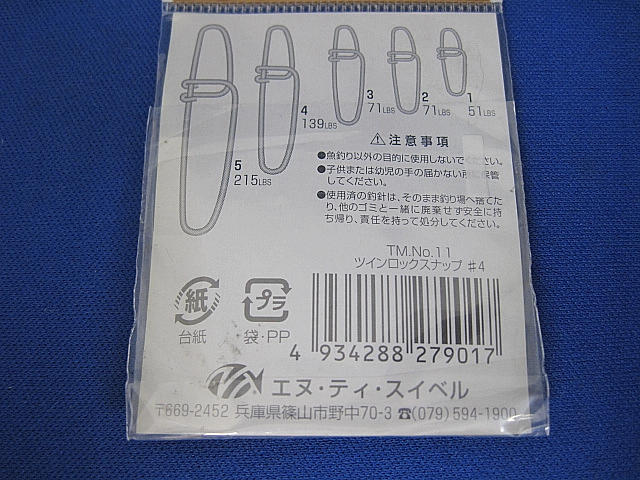 5
215LBS
4
139LBS
3
71LBS
2
71LBS
1
51LBS
⚠注意事項
●魚釣り以外の目的に使用しないでください。
●子供または幼児の手の届かない所に保管
してください。
●使用済の釣針は、そのまま釣り場へ捨てた
り、他のゴミと一緒に廃棄せず安全に持
ち帰り、責任を持って処分してください。
TM.No.11
ツインロックスナップ #4
紙
台紙
プラ
袋・PP
4 934288 279017
エヌ・ティ・スイベル
〒669-2452 兵庫県篠山市野中70-3 ☎(079)594-1900